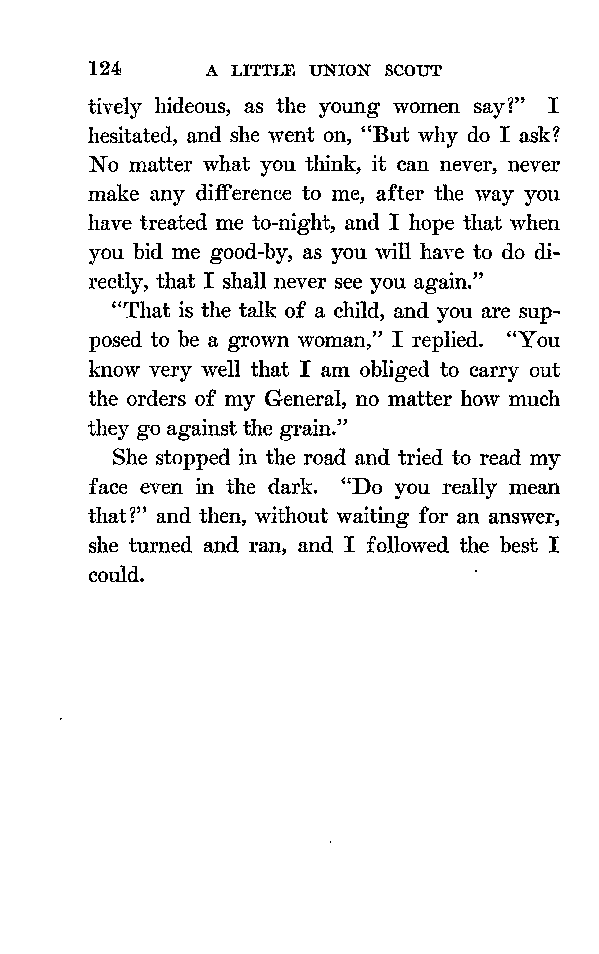 124 A LITTLE UNION SCOUT
tively hideous, as the young women say?” I
hesitated, and she went on, “But why do I ask?
No matter what you think, it can never, never
make any difference to me, after the way you
have treated me to-night, and I hope that when
you bid me good-by, as you will have to do di-
rectly, that I shall never see you again.”
“That is the talk of a child, and you are sup-
posed to be a grown woman,” I replied. “You
know very well that I am obliged to carry out
the orders of my General, no matter how much
they go against the grain.”
She stopped in the road and tried to read my
face even in the dark. “Do you really mean
that?” and then, without waiting for an answer,
she turned and ran, and I followed the best I
could.